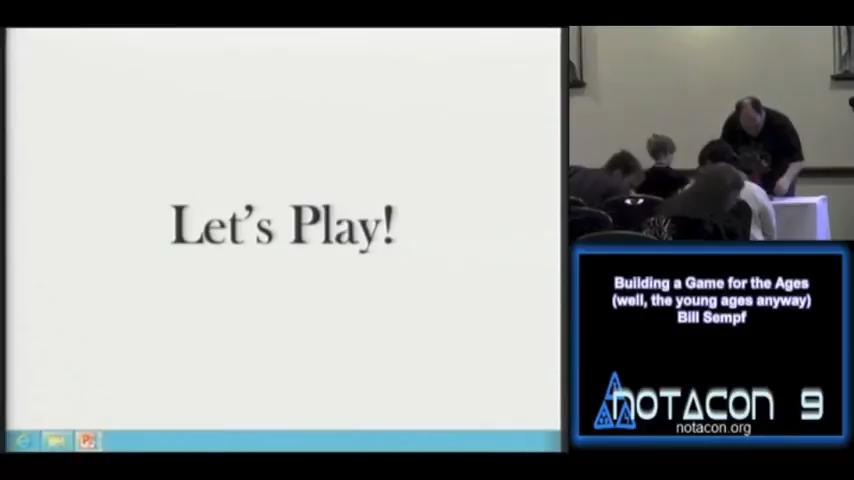 Let's Play!
Building a Game for the Ages
(well, the young ages anyway)
Bill Sempf
NOTACON 9
notacon.org